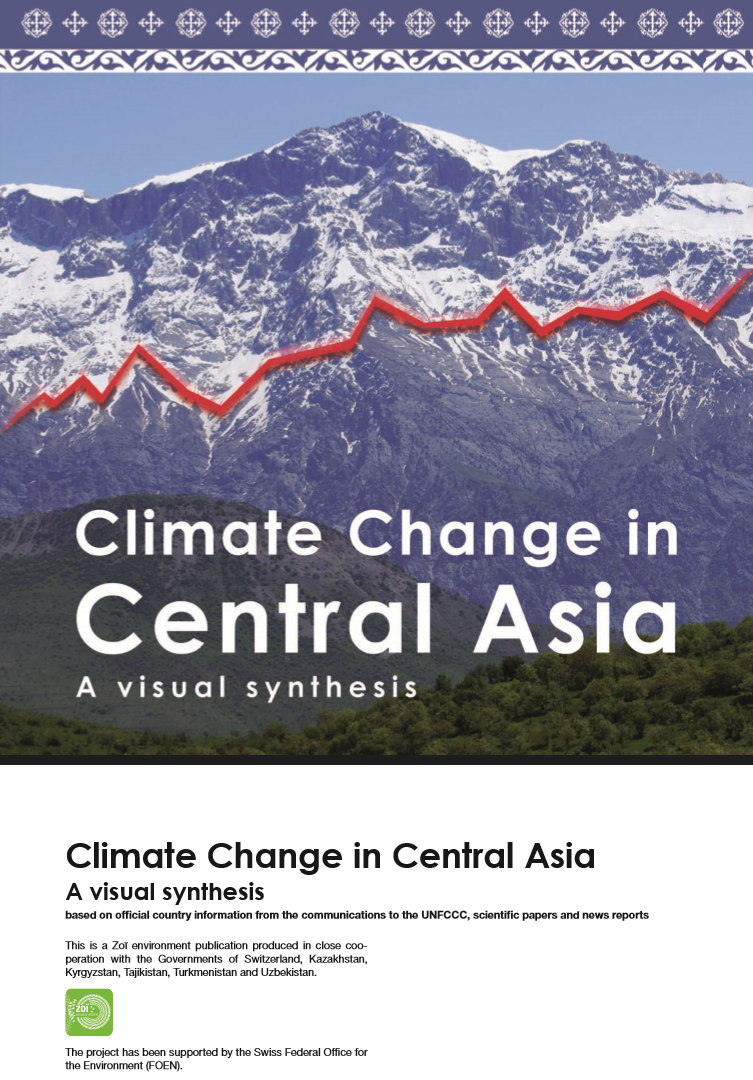 Climate Change in
Central Asia
A visual synthesis
Climate Change in Central Asia
A visual synthesis
based on official country information from the communications to the UNFCCC, scientific papers and news reports
This is a Zoï environment publication produced in close coo-
peration with the Governments of Switzerland, Kazakhstan,
Kyrgyzstan, Tajikistan, Turkmenistan and Uzbekistan.
ZOÏ
The project has been supported by the Swiss Federal Office for
the Environment (FOEN).